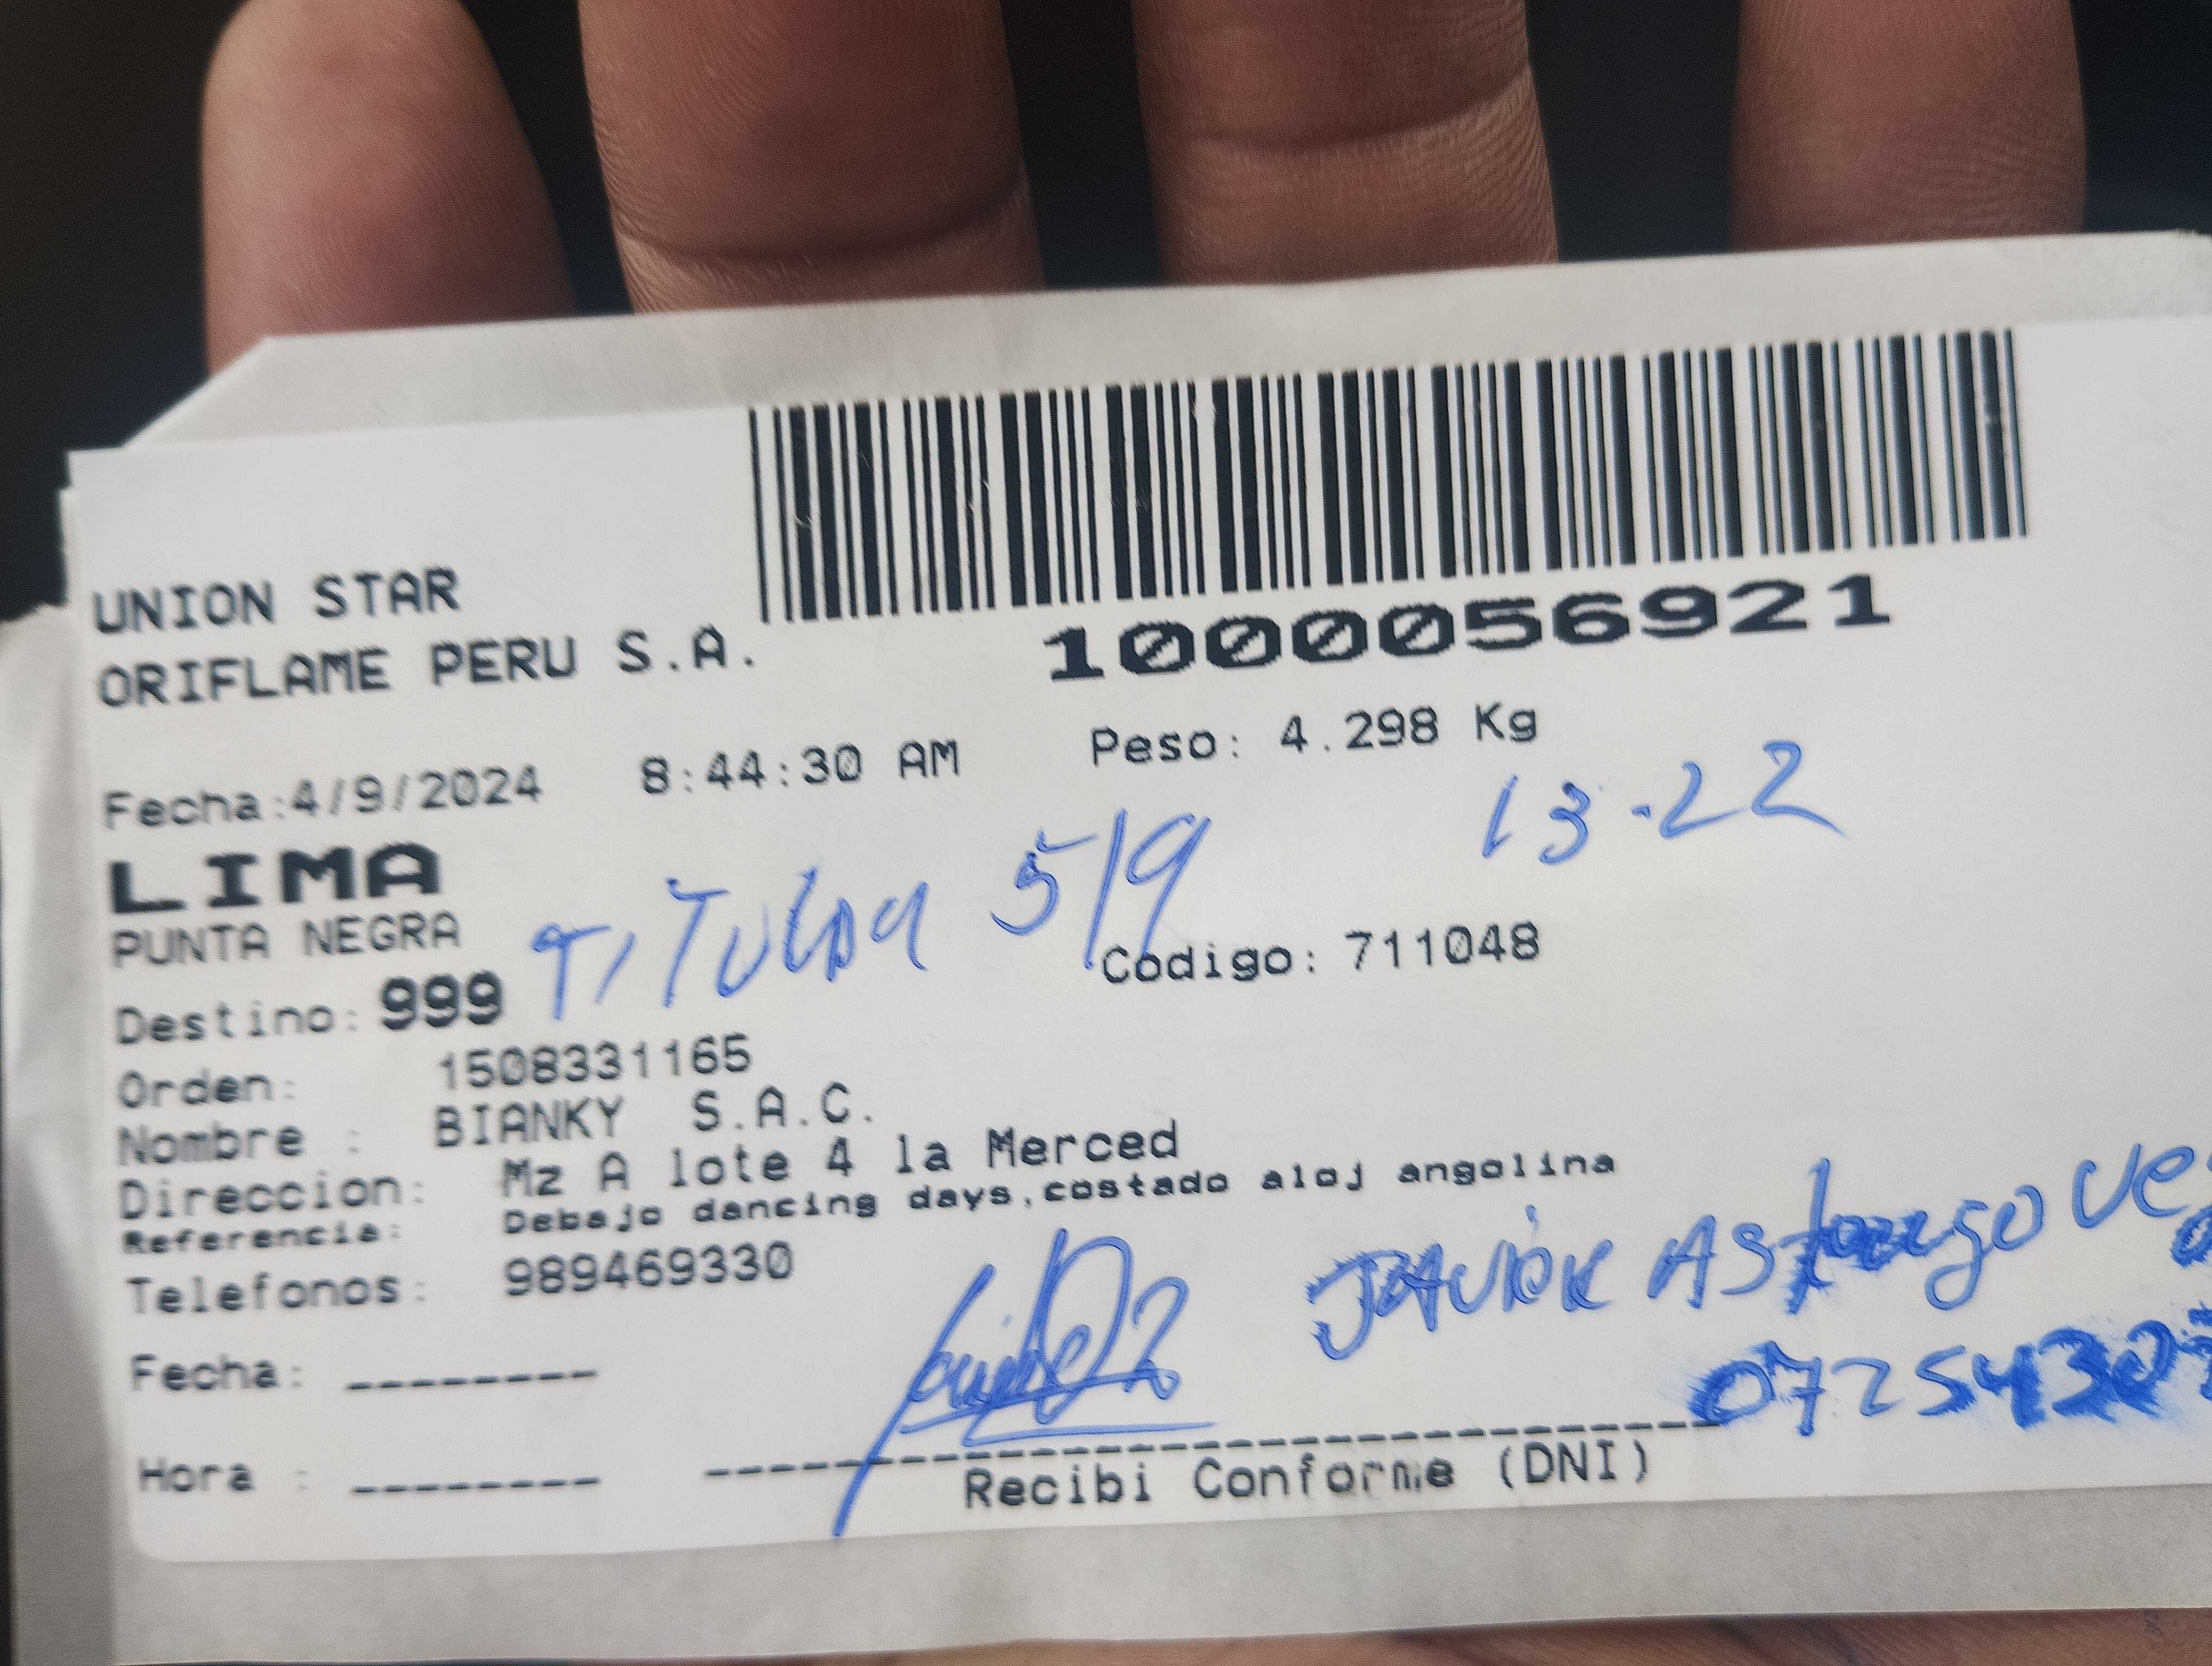 UNION STAR
ORIFLAME PERU S.A.
1000056921
Fecha:4/9/2024 8:44:30 AM Peso: 4.298 Kg
13-22
LIMA
PUNTA NEGRA
TITULAR 5/9
Codigo: 711048
Destino: 999
Orden: 1508331165
Nombre : BIANKY S.A.C.
Direccion: Mz A lote 4 la Merced
Referencia: Debajo dancing days,costado aloj angolina
Telefonos: 989469330
JAVIER
0725430
Fecha: --------
Hora : --------
Recibi Conforme (DNI)